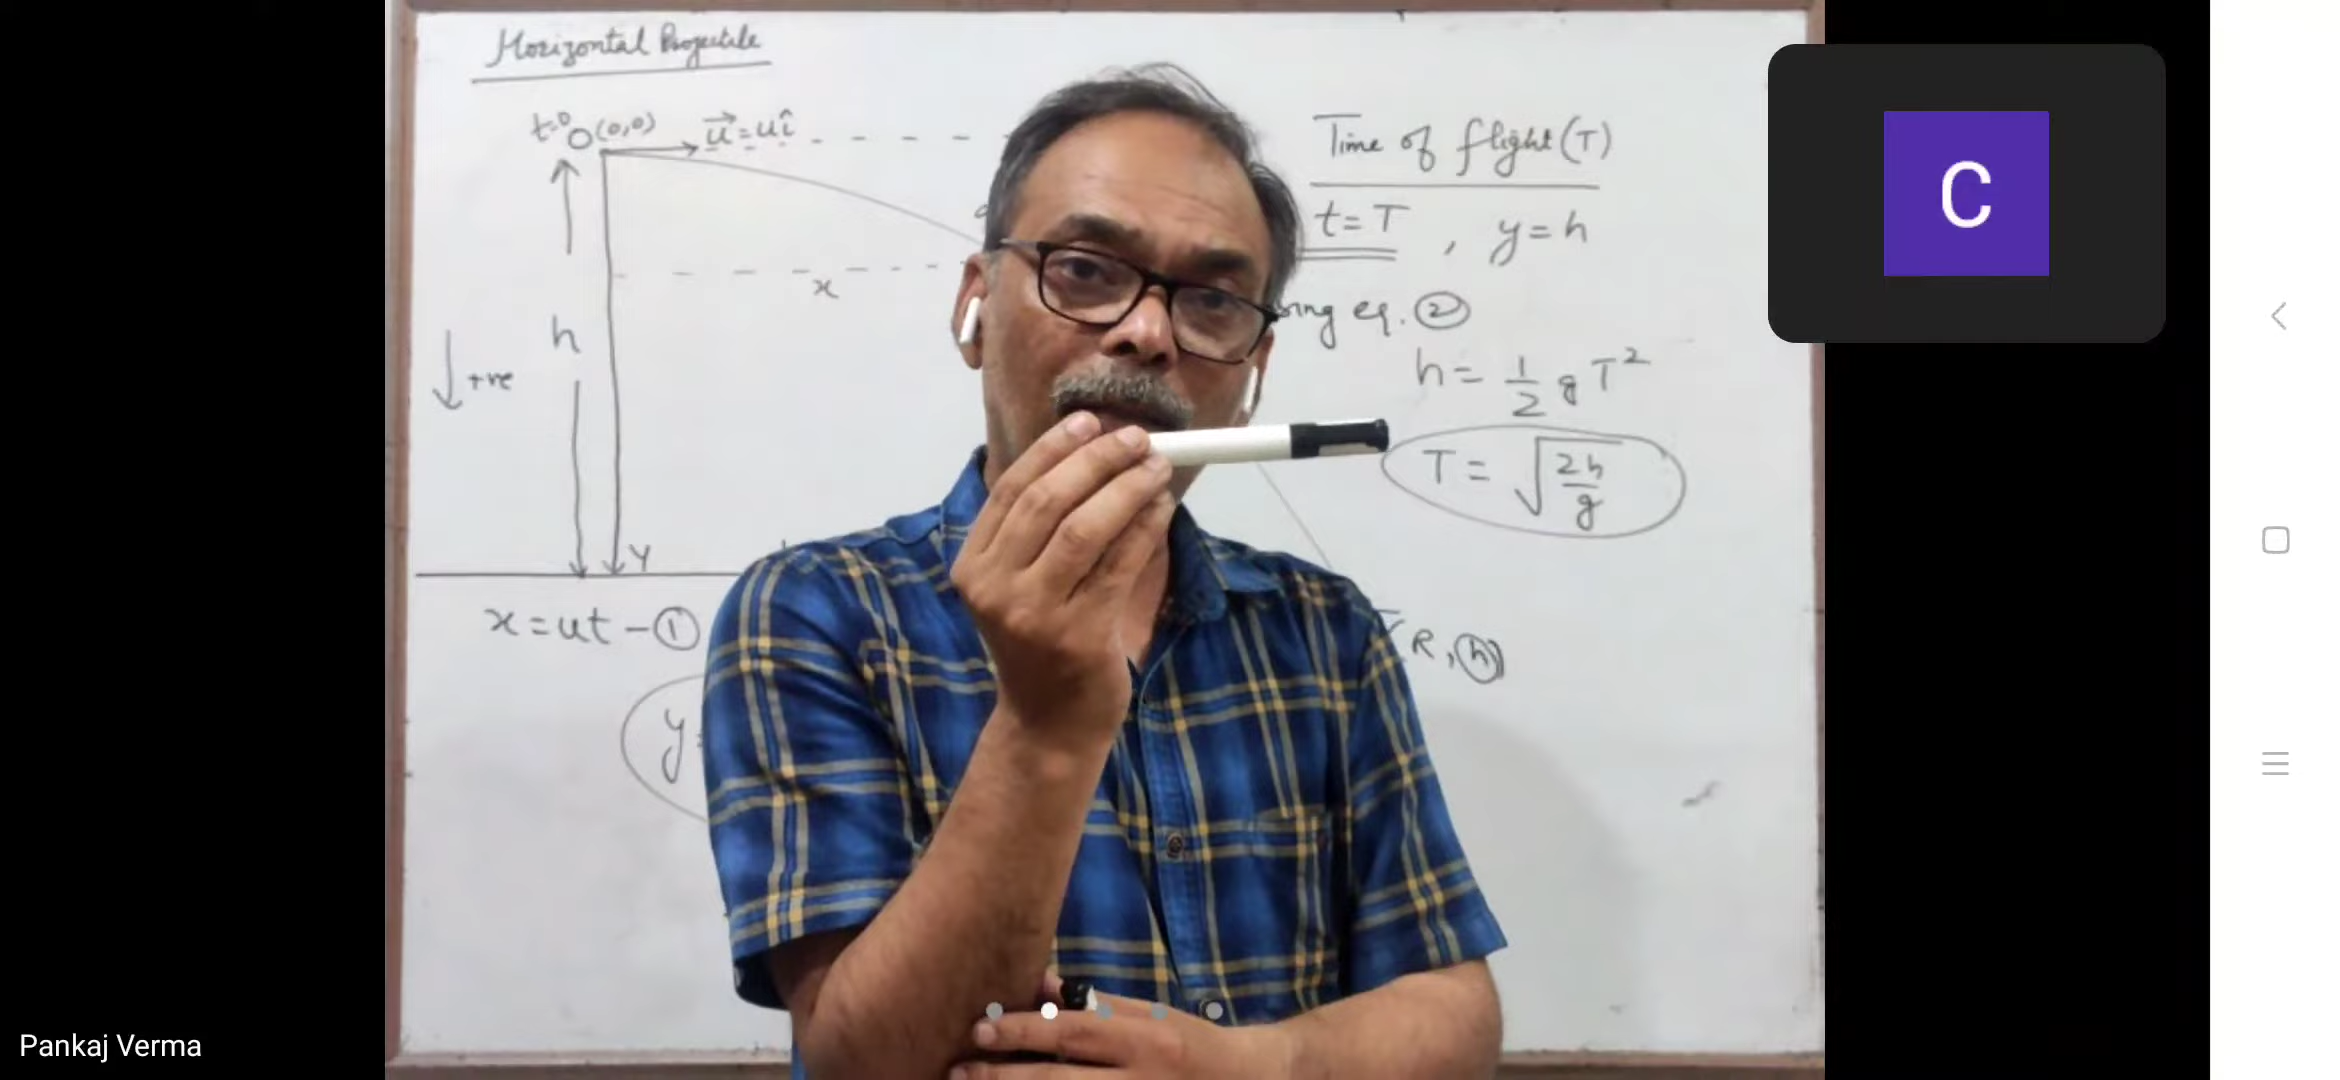 Horizontal Projectile
t=0 O(0,0) u⃗ = uî
h
x
↓ +ve
Y
x = ut - ①
y =
Time of flight (T)
t = T , y = h
eq. ②
h = 1/2 g T²
T = √(2h/g)
(R, h)
C
Pankaj Verma